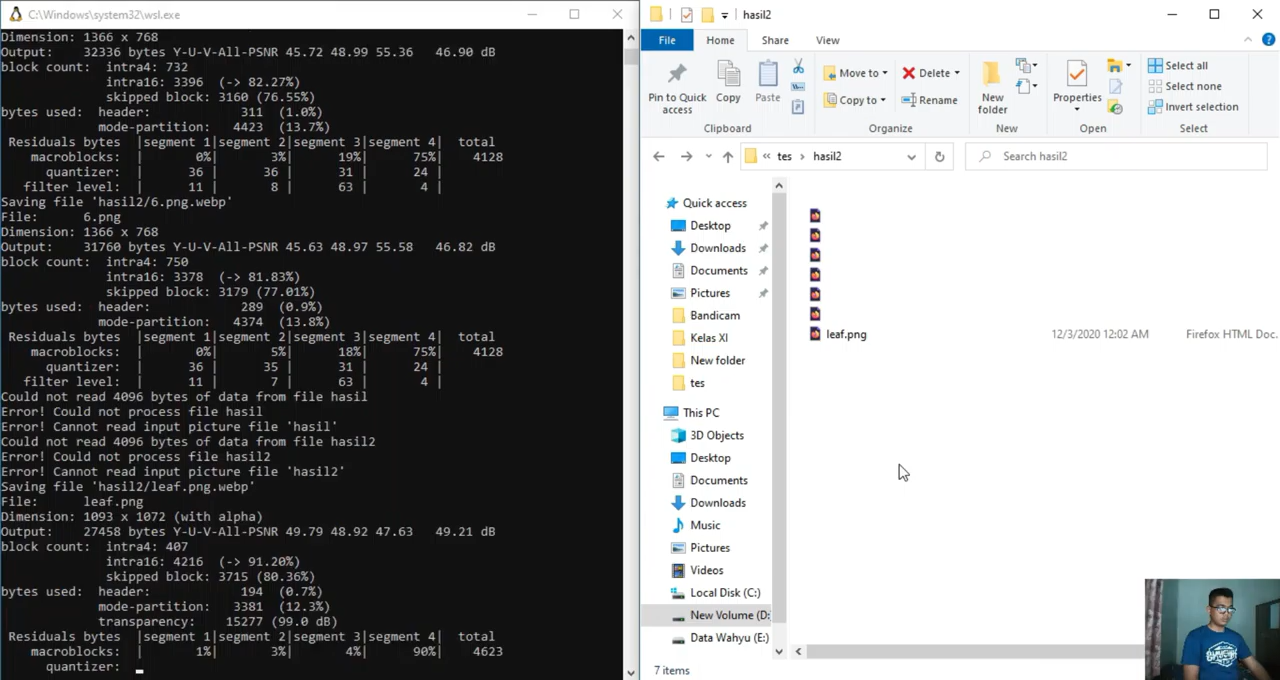 C:\Windows\system32\wsl.exe
Dimension: 1366 x 768
Output: 32336 bytes Y-U-V-All-PSNR 45.72 48.99 55.36 46.90 dB
block count: intra4: 732
intra16: 3396 (-> 82.27%)
skipped block: 3160 (76.55%)
bytes used: header: 311 (1.0%)
mode-partition: 4423 (13.7%)
Residuals bytes |segment 1|segment 2|segment 3|segment 4| total
macroblocks: | 0%| 3%| 19%| 75%| 4128
quantizer: | 36 | 36 | 31 | 24 |
filter level: | 11 | 8 | 63 | 4 |
Saving file 'hasil2/6.png.webp'
File: 6.png
Dimension: 1366 x 768
Output: 31760 bytes Y-U-V-All-PSNR 45.63 48.97 55.58 46.82 dB
block count: intra4: 750
intra16: 3378 (-> 81.83%)
skipped block: 3179 (77.01%)
bytes used: header: 289 (0.9%)
mode-partition: 4374 (13.8%)
Residuals bytes |segment 1|segment 2|segment 3|segment 4| total
macroblocks: | 0%| 5%| 18%| 75%| 4128
quantizer: | 36 | 35 | 31 | 24 |
filter level: | 11 | 7 | 63 | 4 |
Could not read 4096 bytes of data from file hasil
Error! Could not process file hasil
Error! Cannot read input picture file 'hasil'
Could not read 4096 bytes of data from file hasil2
Error! Could not process file hasil2
Error! Cannot read input picture file 'hasil2'
Saving file 'hasil2/leaf.png.webp'
File: leaf.png
Dimension: 1093 x 1072 (with alpha)
Output: 27458 bytes Y-U-V-All-PSNR 49.79 48.92 47.63 49.21 dB
block count: intra4: 407
intra16: 4216 (-> 91.20%)
skipped block: 3715 (80.36%)
bytes used: header: 194 (0.7%)
mode-partition: 3381 (12.3%)
transparency: 15277 (99.0 dB)
Residuals bytes |segment 1|segment 2|segment 3|segment 4| total
macroblocks: | 1%| 3%| 4%| 90%| 4623
quantizer:
hasil2
File Home Share View
Pin to Quick access
Copy
Paste
Clipboard
Move to
Copy to
Delete
Rename
Organize
New folder
New
Properties
Open
Select all
Select none
Invert selection
Select
« tes › hasil2
Search hasil2
Quick access
Desktop
Downloads
Documents
Pictures
Bandicam
Kelas XI
New folder
tes
This PC
3D Objects
Desktop
Documents
Downloads
Music
Pictures
Videos
Local Disk (C:)
New Volume (D:
Data Wahyu (E:)
leaf.png 12/3/2020 12:02 AM Firefox HTML Doc.
7 items